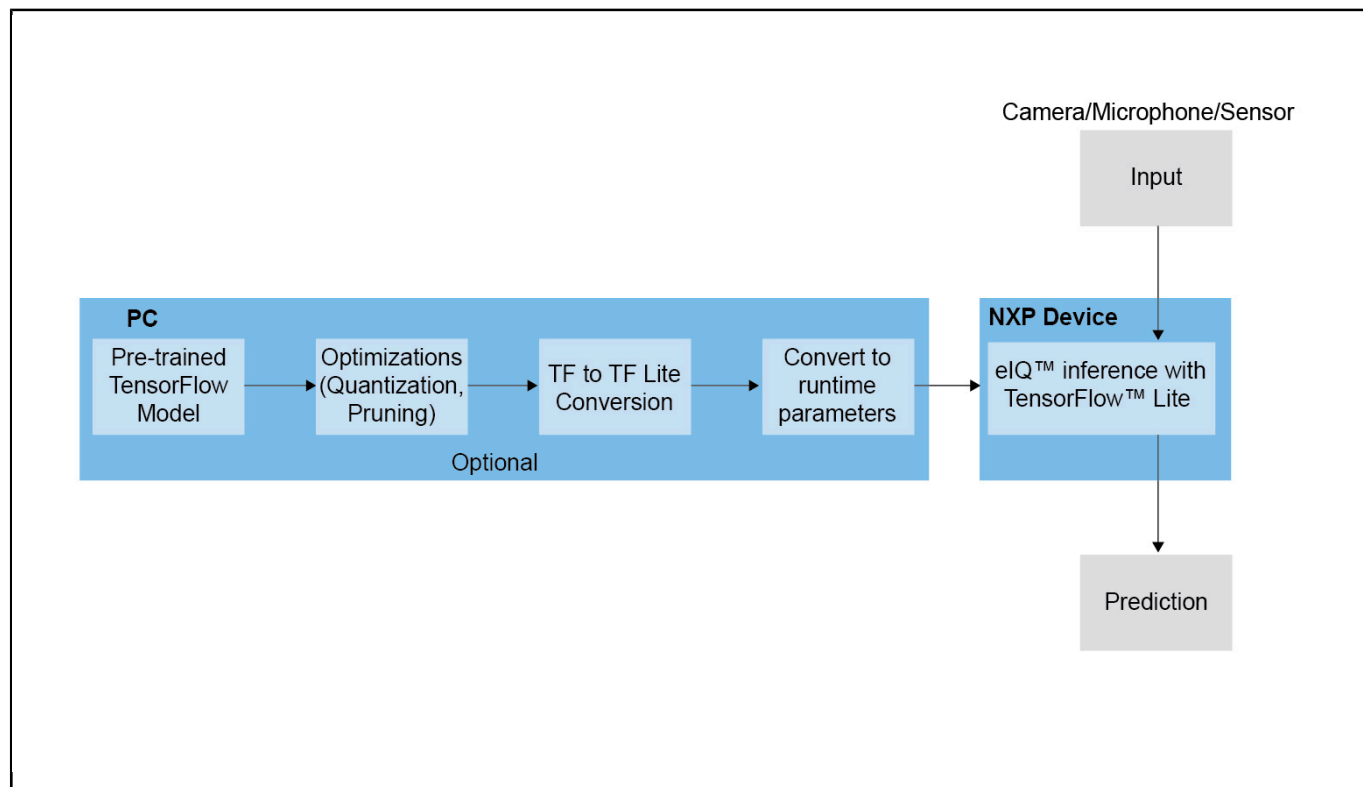 Camera/Microphone/Sensor
Input
PC
Pre-trained
TensorFlow
Model
Optimizations
(Quantization,
Pruning)
TF to TF Lite
Conversion
Convert to
runtime
parameters
Optional
NXP Device
eIQ™ inference with
TensorFlow™ Lite
Prediction